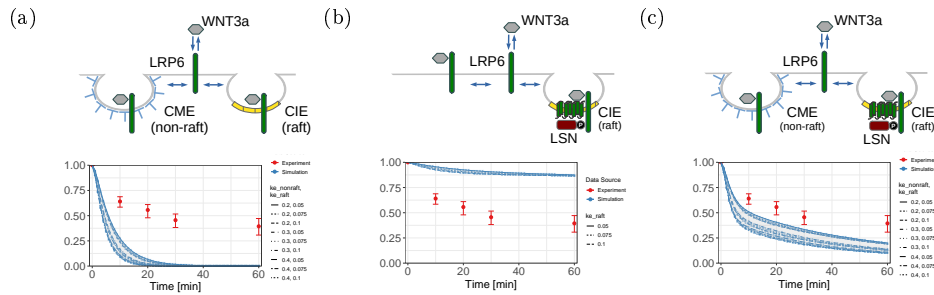 (a)
WNT3a
LRP6
CME
(non-raft)
CIE
(raft)
1.00
0.75
0.50
0.25
0.00
0
20
40
60
Time [min]
Experiment
Simulation
ke_nonraft,
ke_raft
0.2, 0.05
0.2, 0.075
0.2, 0.1
0.3, 0.05
0.3, 0.075
0.3, 0.1
0.4, 0.05
0.4, 0.075
0.4, 0.1
(b)
WNT3a
LRP6
CIE
(raft)
P
LSN
1.00
0.75
0.50
0.25
0.00
0
20
40
60
Time [min]
Data Source
Experiment
Simulation
ke_raft
0.05
0.075
0.1
(c)
WNT3a
LRP6
CME
(non-raft)
CIE
(raft)
P
LSN
1.00
0.75
0.50
0.25
0.00
0
20
40
60
Time [min]
Experiment
Simulation
ke_nonraft,
ke_raft
0.2, 0.05
0.2, 0.075
0.2, 0.1
0.3, 0.05
0.3, 0.075
0.3, 0.1
0.4, 0.05
0.4, 0.075
0.4, 0.1